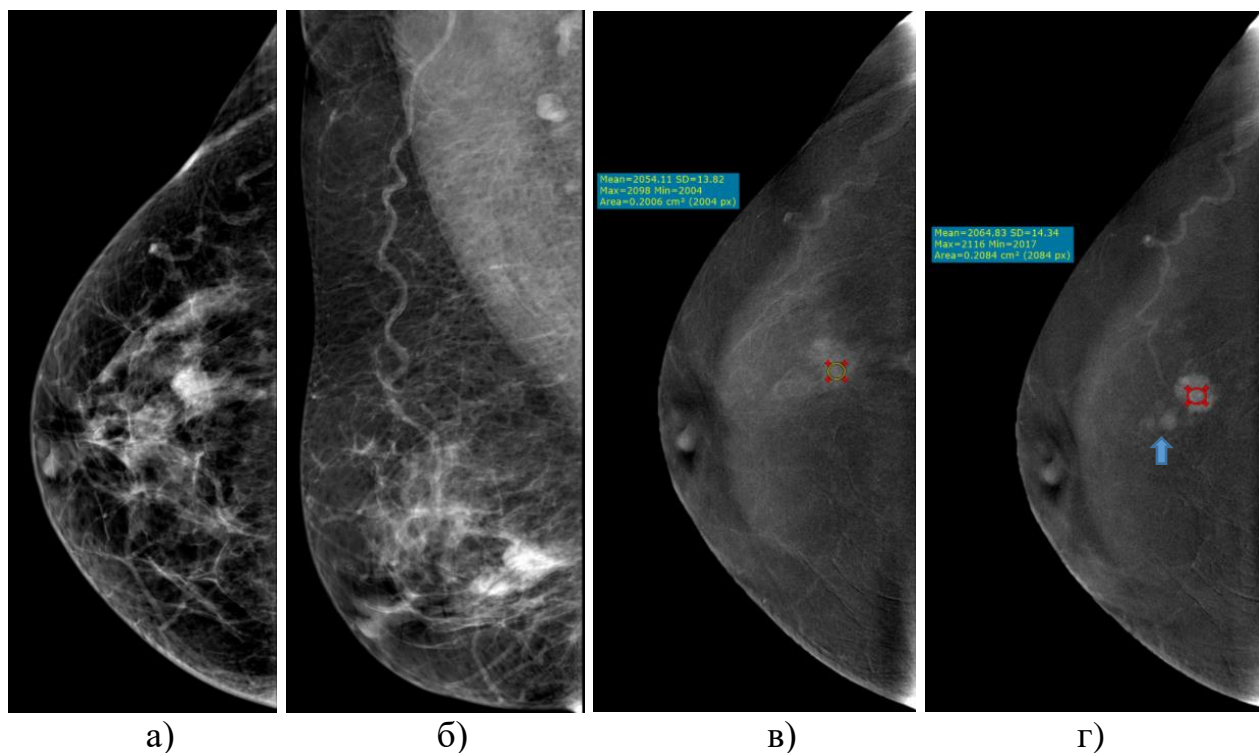 Mean=2054.11 SD=13.82
Max=2098 Min=2004
Area=0.2006 cm² (2004 px)
Mean=2064.83 SD=14.34
Max=2116 Min=2017
Area=0.2084 cm² (2084 px)
а)
б)
в)
г)